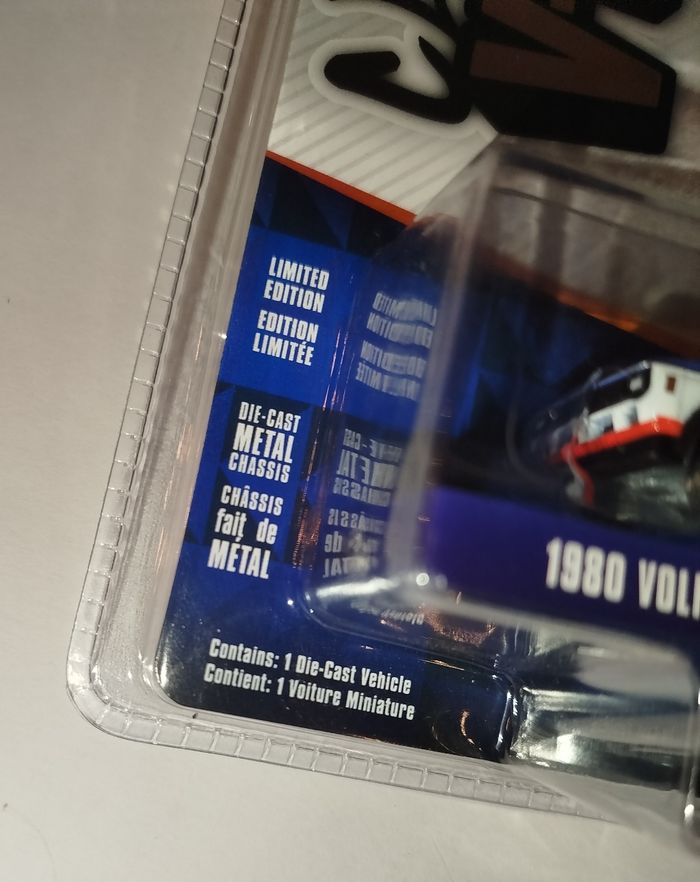 LIMITED
EDITION
EDITION
LIMITÉE
DIE-CAST
METAL
CHASSIS
CHÂSSIS
fait de
METAL
1980 VOL
Contains: 1 Die-Cast Vehicle
Contient: 1 Voiture Miniature